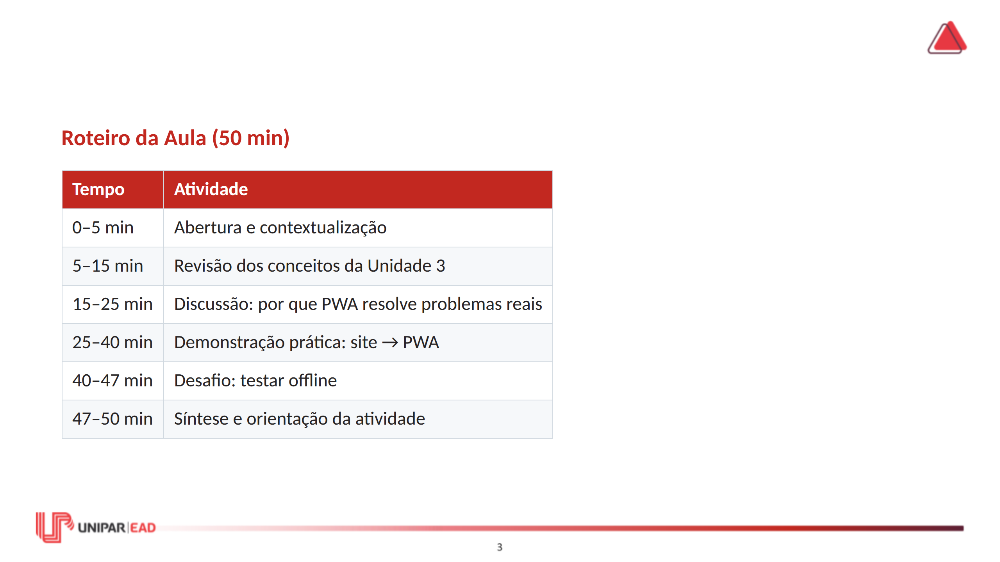 Roteiro da Aula (50 min)
Tempo Atividade
0–5 min Abertura e contextualização
5–15 min Revisão dos conceitos da Unidade 3
15–25 min Discussão: por que PWA resolve problemas reais
25–40 min Demonstração prática: site → PWA
40–47 min Desafio: testar offline
47–50 min Síntese e orientação da atividade
UNIPAR|EAD
3